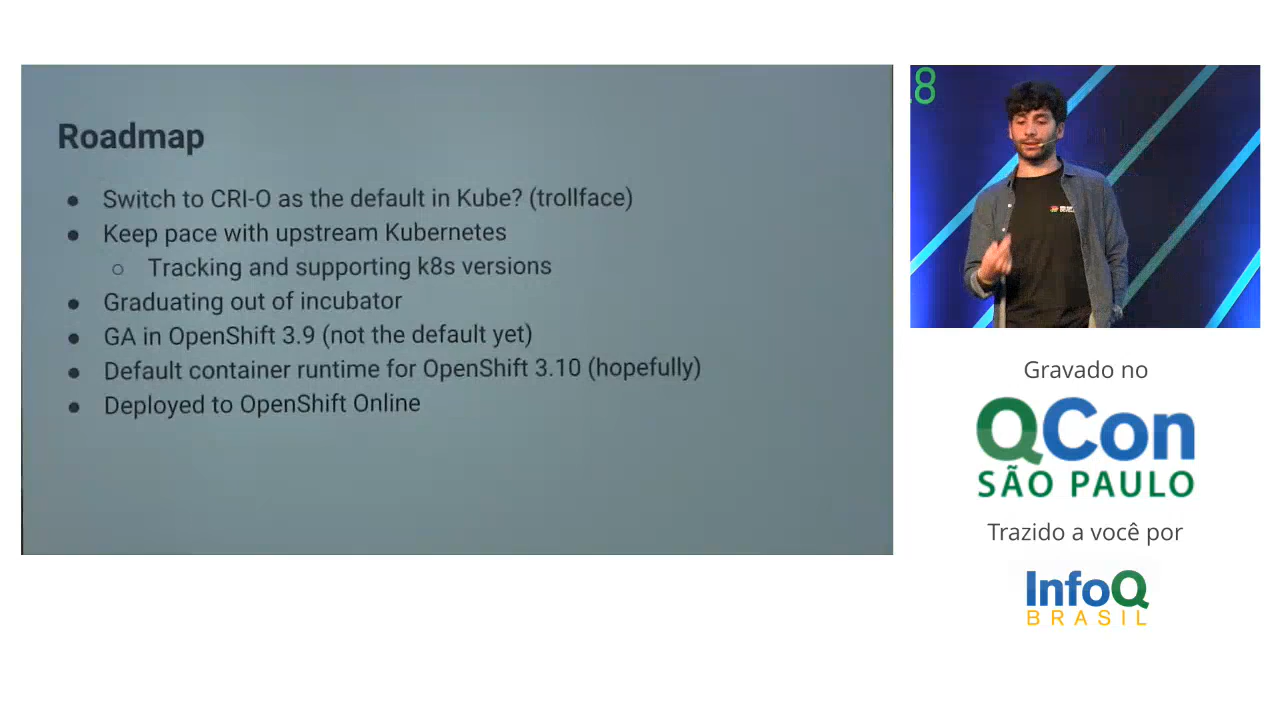 Roadmap
Switch to CRI-O as the default in Kube? (trollface)
Keep pace with upstream Kubernetes
Tracking and supporting k8s versions
Graduating out of incubator
GA in OpenShift 3.9 (not the default yet)
Default container runtime for OpenShift 3.10 (hopefully)
Deployed to OpenShift Online
8
Gravado no
QCon
SÃO PAULO
Trazido a você por
InfoQ
BRASIL